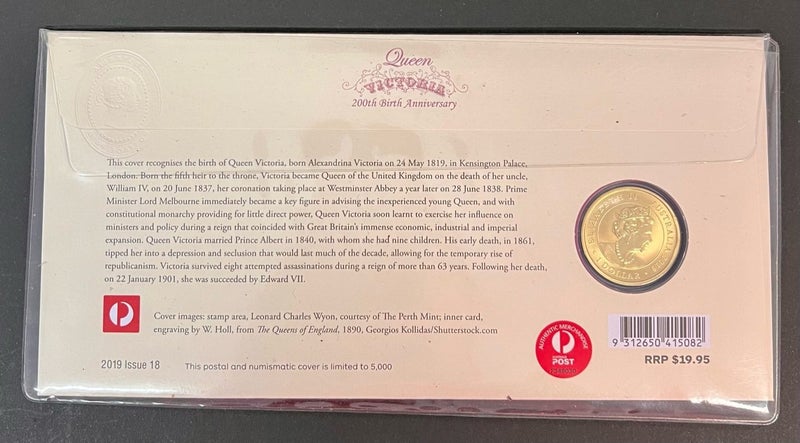 Queen
VICTORIA
200th Birth Anniversary
This cover recognises the birth of Queen Victoria, born Alexandrina Victoria on 24 May 1819, in Kensington Palace,
London. Born the fifth heir to the throne, Victoria became Queen of the United Kingdom on the death of her uncle,
William IV, on 20 June 1837, her coronation taking place at Westminster Abbey a year later on 28 June 1838. Prime
Minister Lord Melbourne immediately became a key figure in advising the inexperienced young Queen, and with
constitutional monarchy providing for little direct power, Queen Victoria soon learnt to exercise her influence on
ministers and policy during a reign that coincided with Great Britain's immense economic, industrial and imperial
expansion. Queen Victoria married Prince Albert in 1840, with whom she had nine children. His early death, in 1861,
tipped her into a depression and seclusion that would last much of the decade, allowing for the temporary rise of
republicanism. Victoria survived eight attempted assassinations during a reign of more than 63 years. Following her death,
on 22 January 1901, she was succeeded by Edward VII.
ELIZABETH II AUSTRALIA
1 DOLLAR 2019
Cover images: stamp area, Leonard Charles Wyon, courtesy of The Perth Mint; inner card,
engraving by W. Holl, from The Queens of England, 1890, Georgios Kollidas/Shutterstock.com
AUTHENTIC MERCHANDISE
POST
9 312650 415082
RRP $19.95
2019 Issue 18
This postal and numismatic cover is limited to 5,000